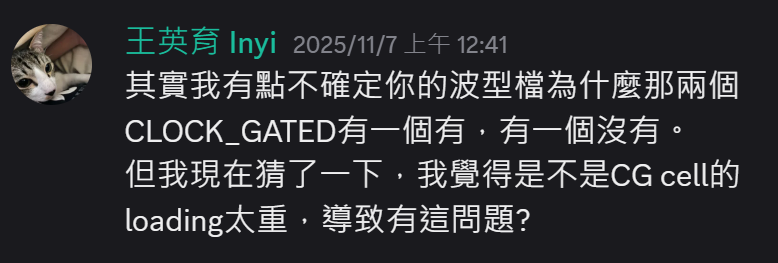 王英育 Inyi 2025/11/7 上午 12:41
其實我有點不確定你的波型檔為什麼那兩個
CLOCK_GATED有一個有，有一個沒有。
但我現在猜了一下，我覺得是不是CG cell的
loading太重，導致有這問題?